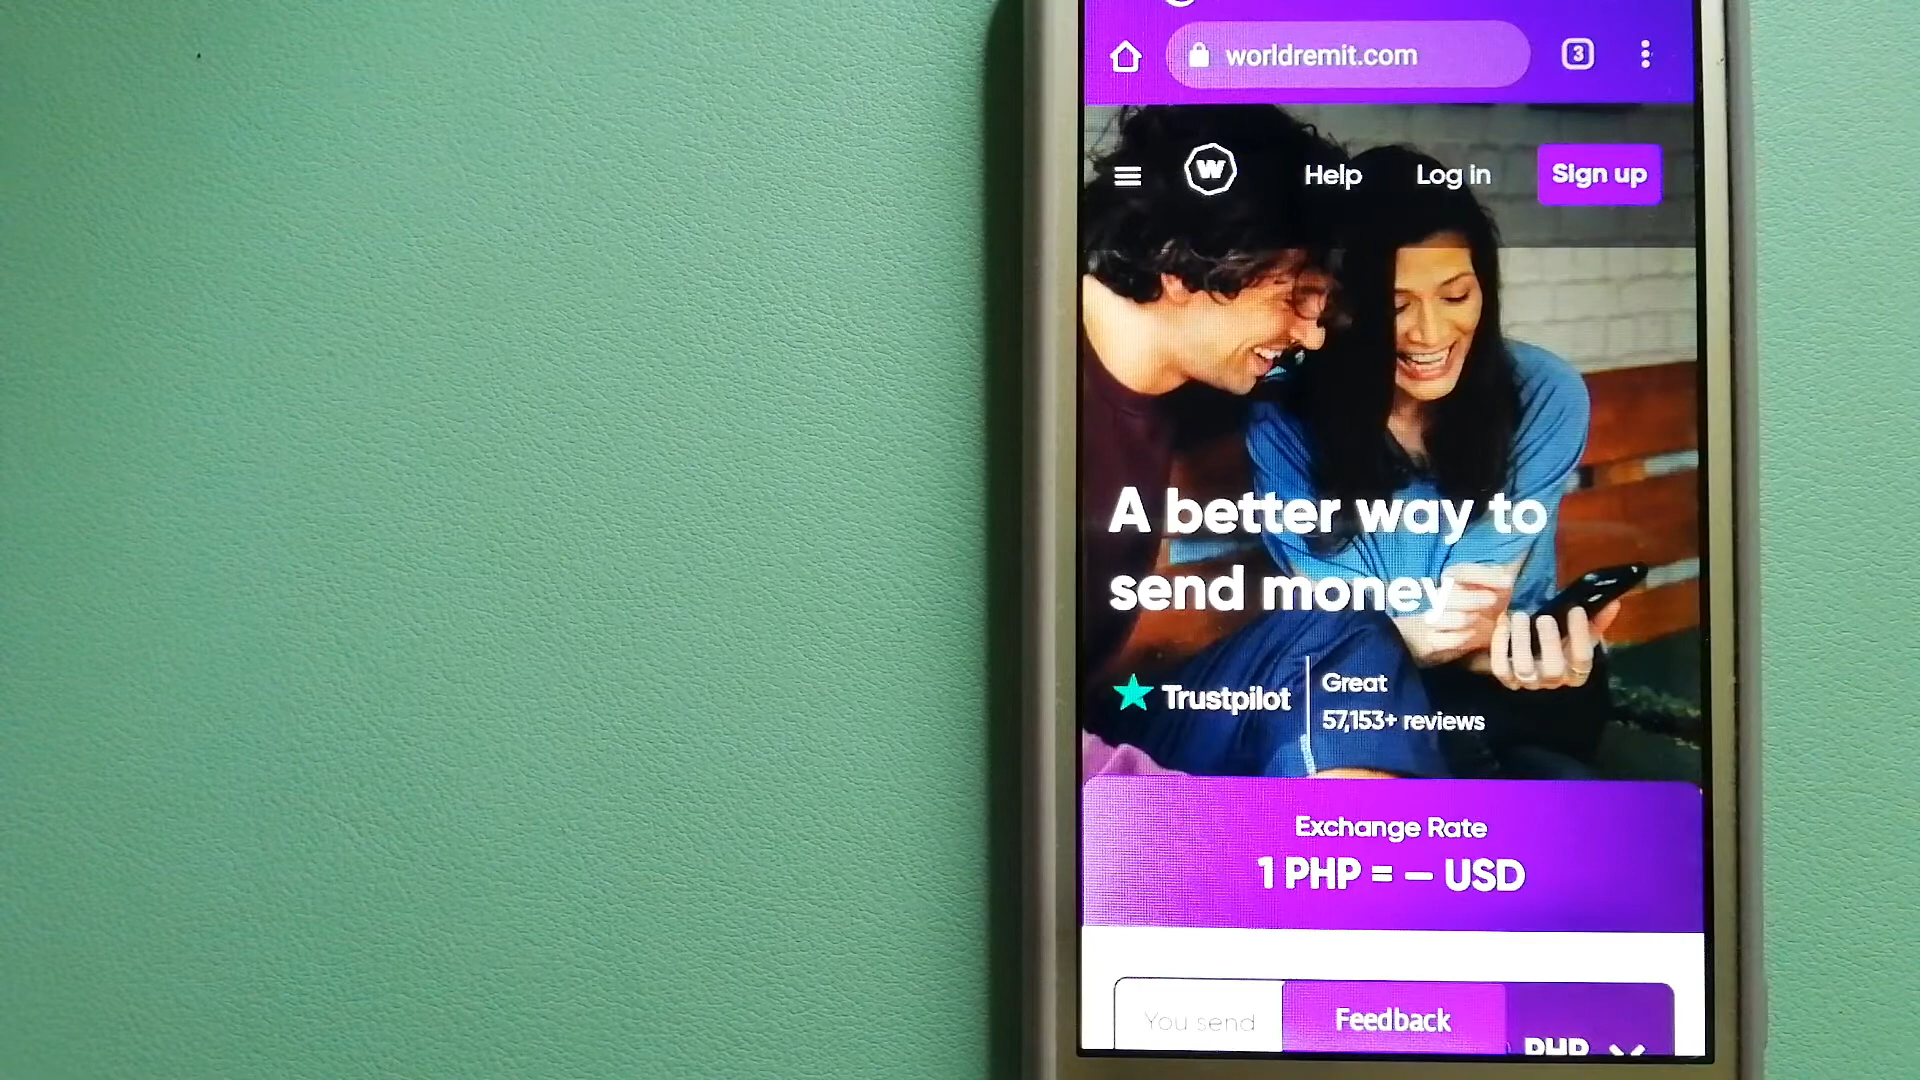 worldremit.com
3
W
Help
Log in
Sign up
A better way to
send money
Trustpilot
Great
57,153+ reviews
Exchange Rate
1 PHP = — USD
You send
Feedback
PHP